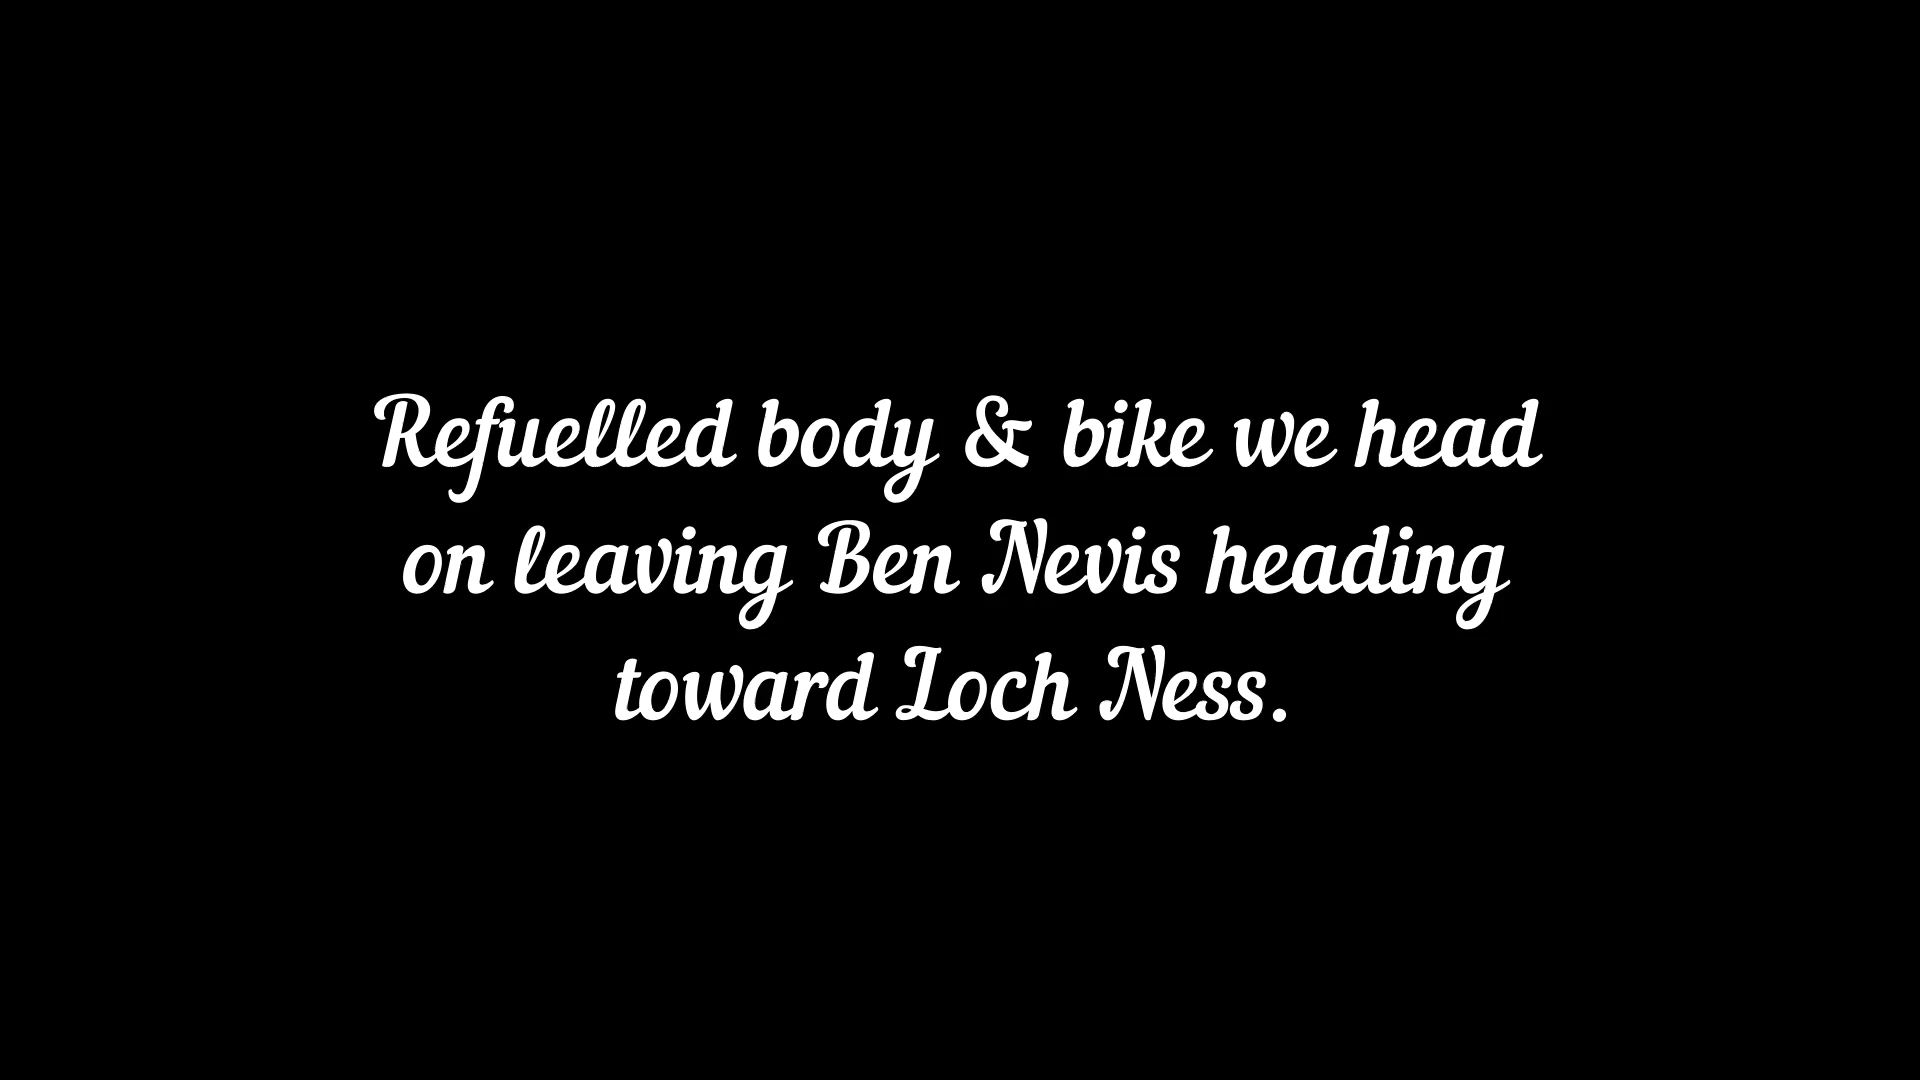 Refuelled body & bike we head
on leaving Ben Nevis heading
toward Loch Ness.